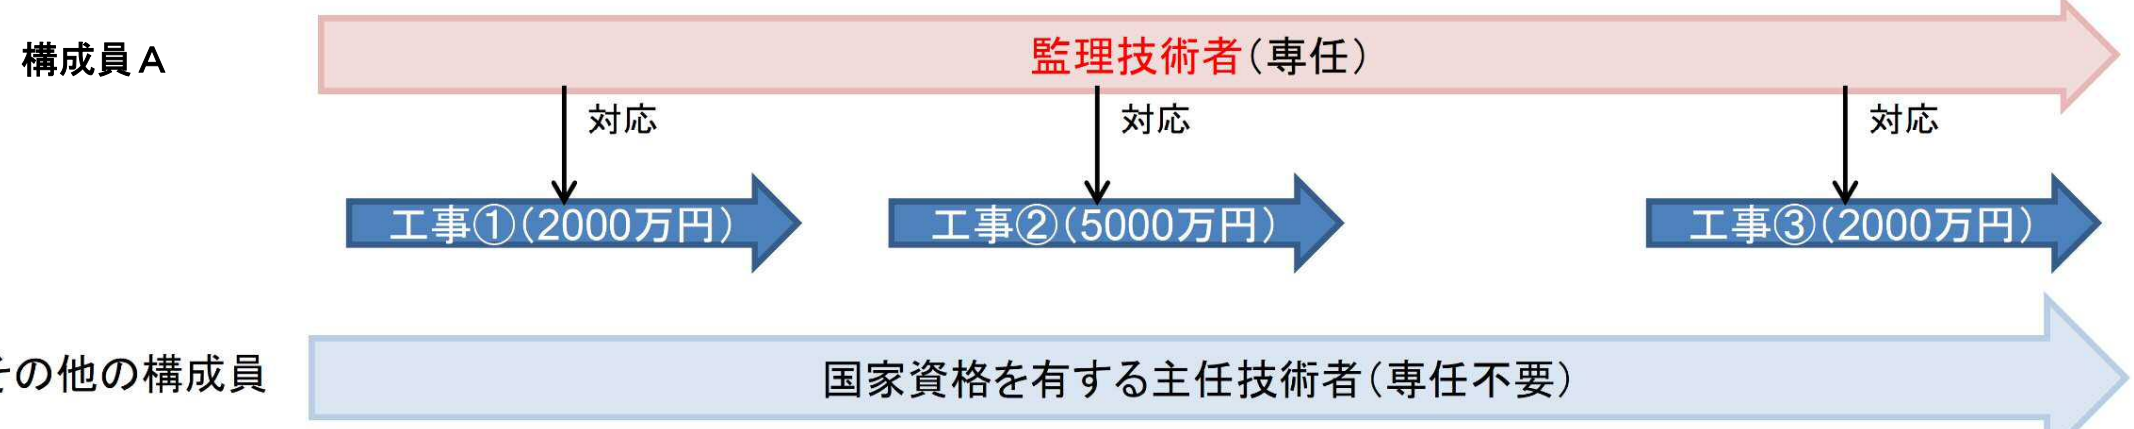 構成員A
監理技術者(専任)
対応
対応
対応
工事①(2000万円)
工事②(5000万円)
工事③(2000万円)
その他の構成員
国家資格を有する主任技術者(専任不要)